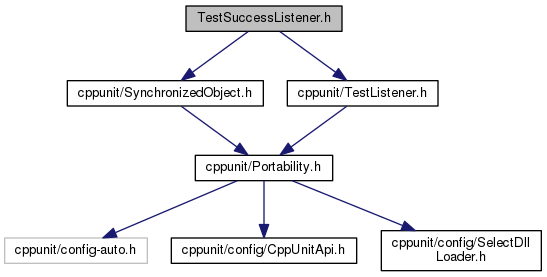 TestSuccessListener.h
cppunit/SynchronizedObject.h
cppunit/TestListener.h
cppunit/Portability.h
cppunit/config-auto.h
cppunit/config/CppUnitApi.h
cppunit/config/SelectDll
Loader.h